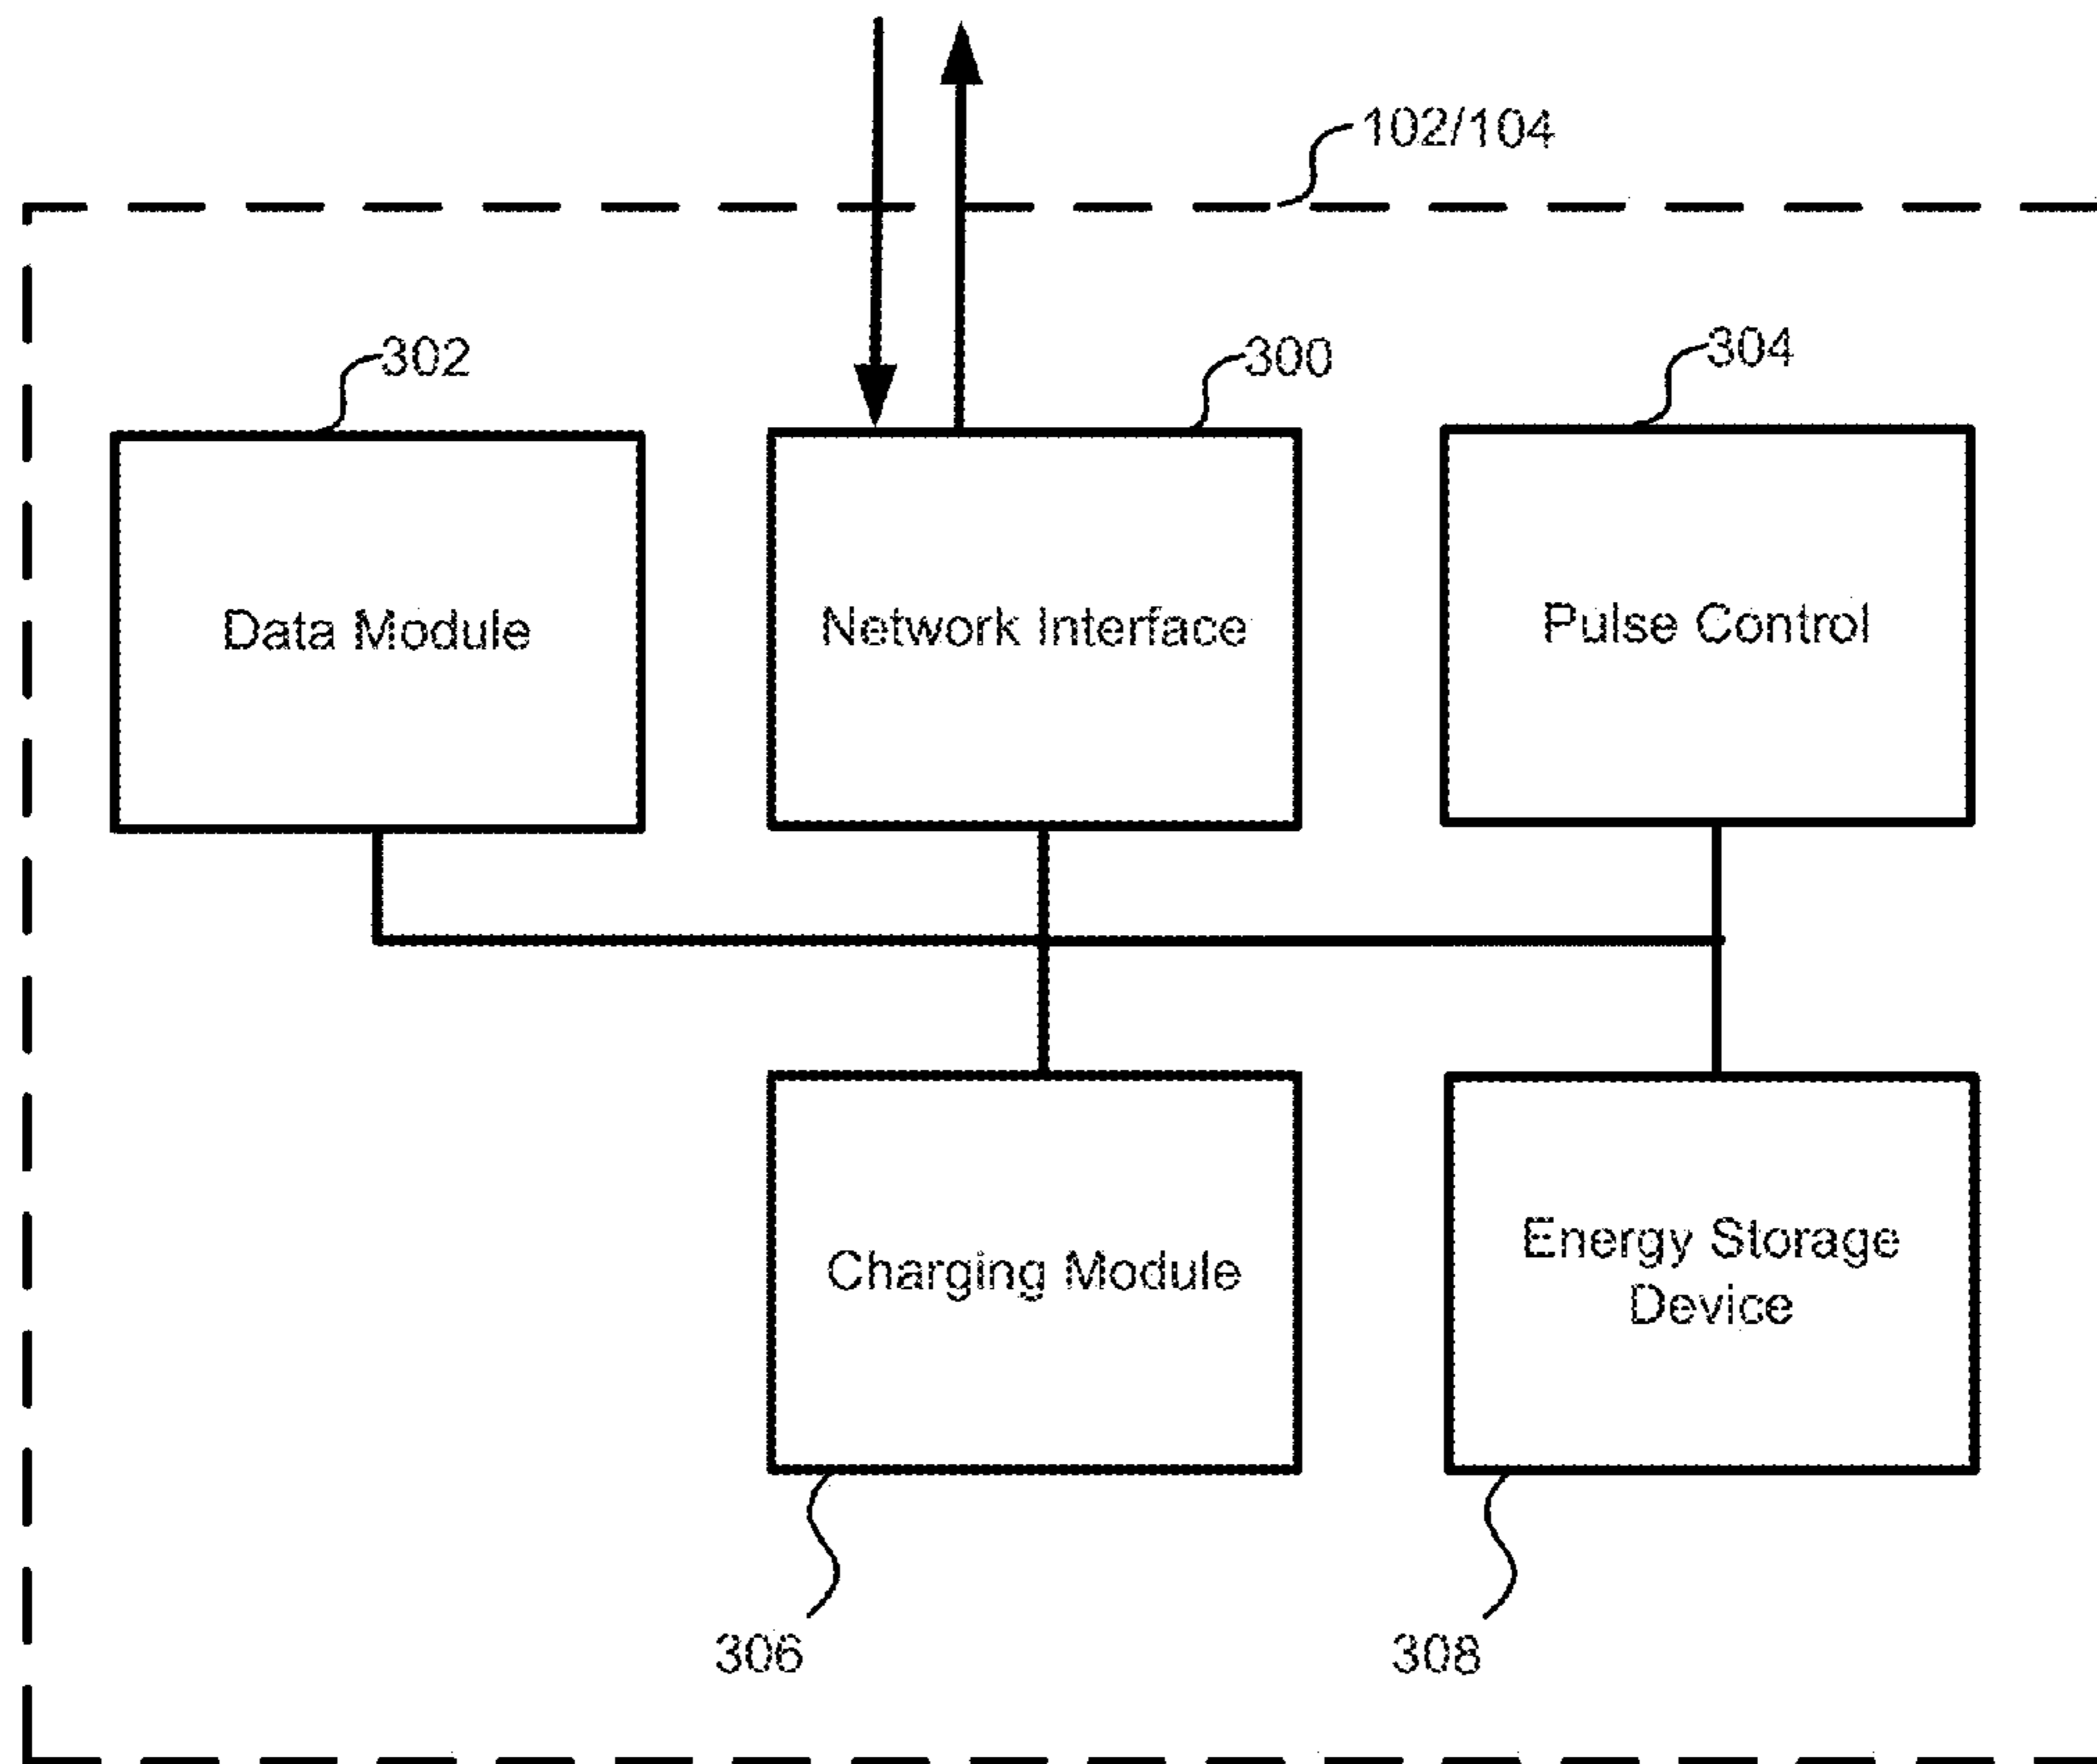 102/104
302
300
304
Data Module
Network Interface
Pulse Control
Charging Module
Energy Storage
Device
306
308